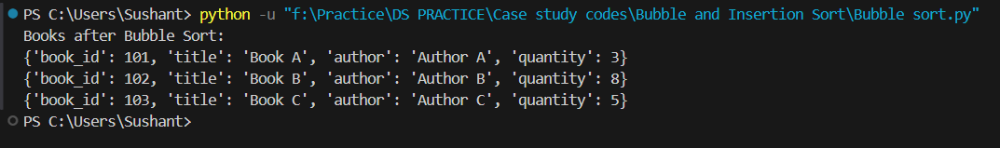 PS C:\Users\Sushant> python -u "f:\Practice\DS PRACTICE\Case study codes\Bubble and Insertion Sort\Bubble sort.py"
Books after Bubble Sort:
{'book_id': 101, 'title': 'Book A', 'author': 'Author A', 'quantity': 3}
{'book_id': 102, 'title': 'Book B', 'author': 'Author B', 'quantity': 8}
{'book_id': 103, 'title': 'Book C', 'author': 'Author C', 'quantity': 5}
PS C:\Users\Sushant>